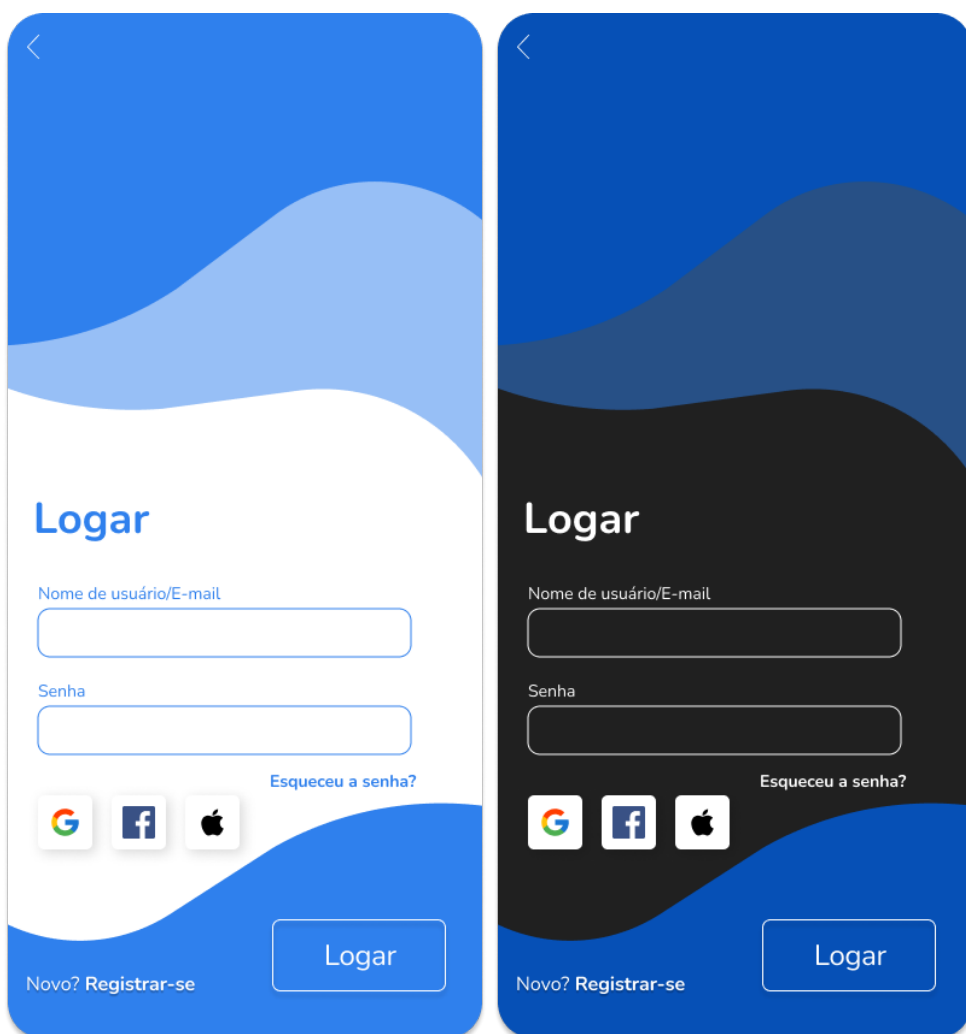 Logar
Nome de usuário/E-mail
Senha
Esqueceu a senha?
Logar
Novo? Registrar-se
Logar
Nome de usuário/E-mail
Senha
Esqueceu a senha?
Logar
Novo? Registrar-se